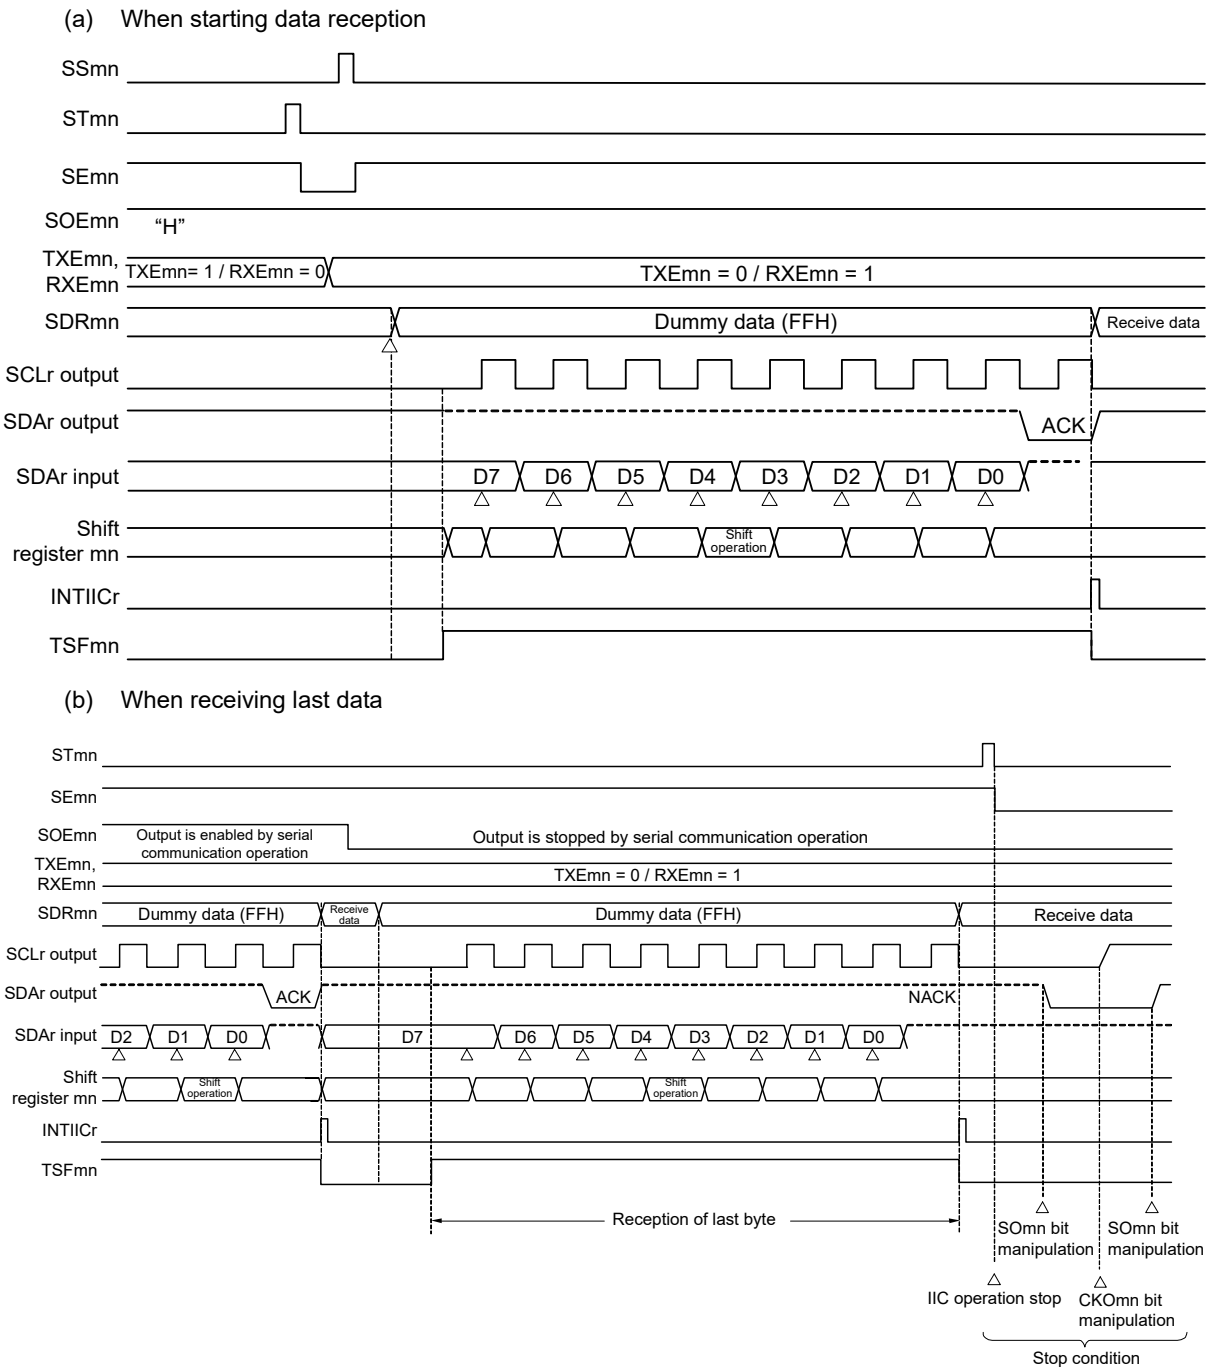 (a) When starting data reception
SSmn
STmn
SEmn
SOEmn “H”
TXEmn,
RXEmn TXEmn= 1 / RXEmn = 0 TXEmn = 0 / RXEmn = 1
SDRmn Dummy data (FFH) Receive data
SCLr output
SDAr output ACK
SDAr input D7 D6 D5 D4 D3 D2 D1 D0
Shift
register mn Shift
operation
INTIICr
TSFmn
(b) When receiving last data
STmn
SEmn
SOEmn Output is enabled by serial
communication operation Output is stopped by serial communication operation
TXEmn,
RXEmn TXEmn = 0 / RXEmn = 1
SDRmn Dummy data (FFH) Receive
data Dummy data (FFH) Receive data
SCLr output
SDAr output ACK NACK
SDAr input D2 D1 D0 D7 D6 D5 D4 D3 D2 D1 D0
Shift
register mn Shift
operation Shift
operation
INTIICr
TSFmn
Reception of last byte
SOmn bit
manipulation
SOmn bit
manipulation
IIC operation stop
CKOmn bit
manipulation
Stop condition